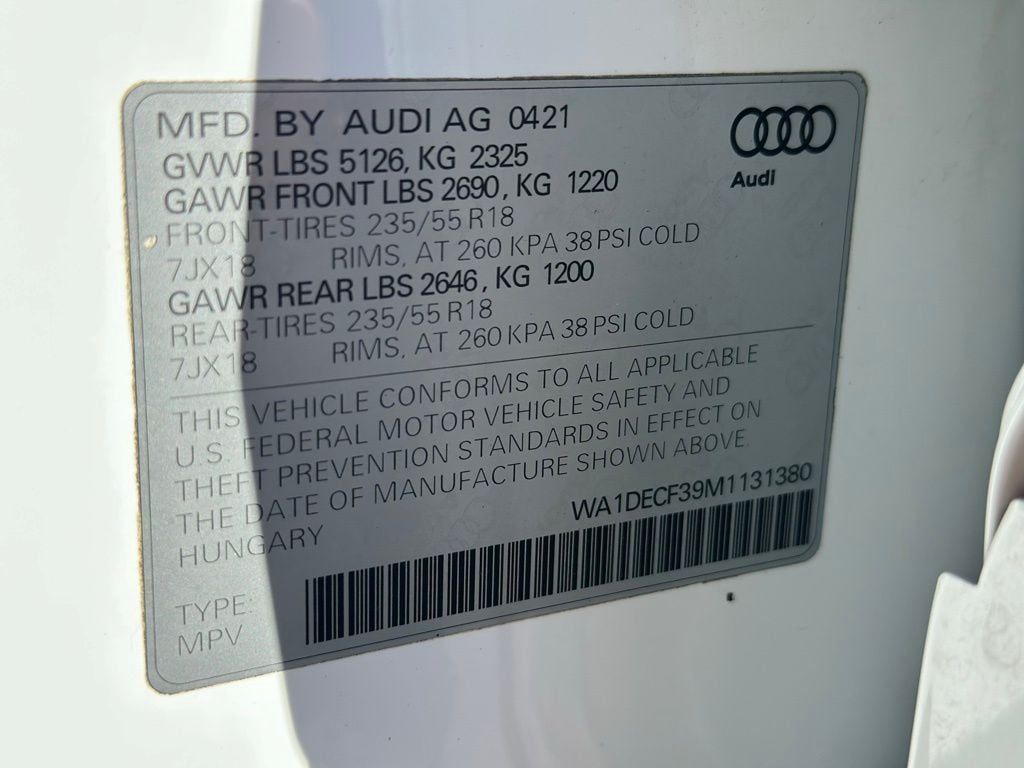 MFD. BY AUDI AG 0421
GVWR LBS 5126, KG 2325
GAWR FRONT LBS 2690, KG 1220
FRONT-TIRES 235/55 R18
7JX18 RIMS, AT 260 KPA 38 PSI COLD
GAWR REAR LBS 2646, KG 1200
REAR-TIRES 235/55 R18
7JX18 RIMS, AT 260 KPA 38 PSI COLD
Audi
THIS VEHICLE CONFORMS TO ALL APPLICABLE
U.S. FEDERAL MOTOR VEHICLE SAFETY AND
THEFT PREVENTION STANDARDS IN EFFECT ON
THE DATE OF MANUFACTURE SHOWN ABOVE.
HUNGARY
WA1DECF39M1131380
TYPE:
MPV